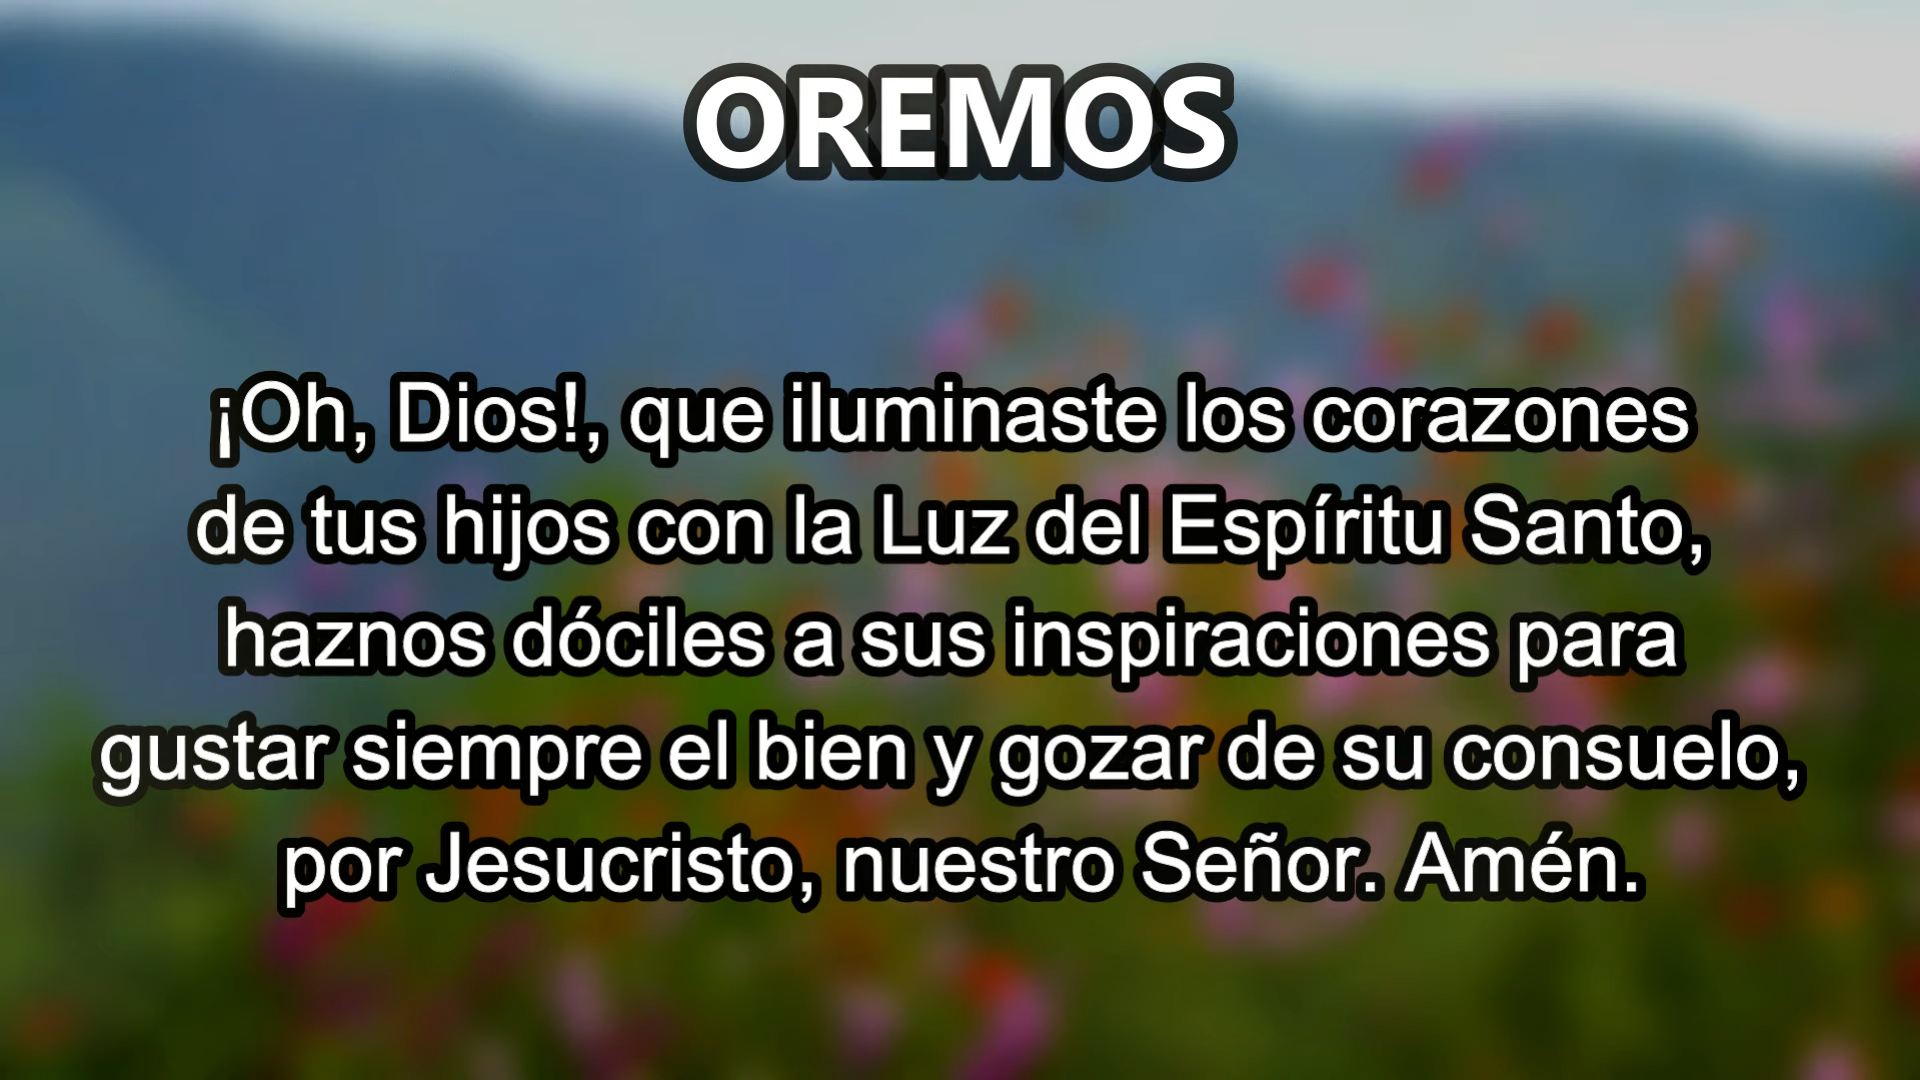 OREMOS
¡Oh, Dios!, que iluminaste los corazones
de tus hijos con la Luz del Espíritu Santo,
haznos dóciles a sus inspiraciones para
gustar siempre el bien y gozar de su consuelo,
por Jesucristo, nuestro Señor. Amén.